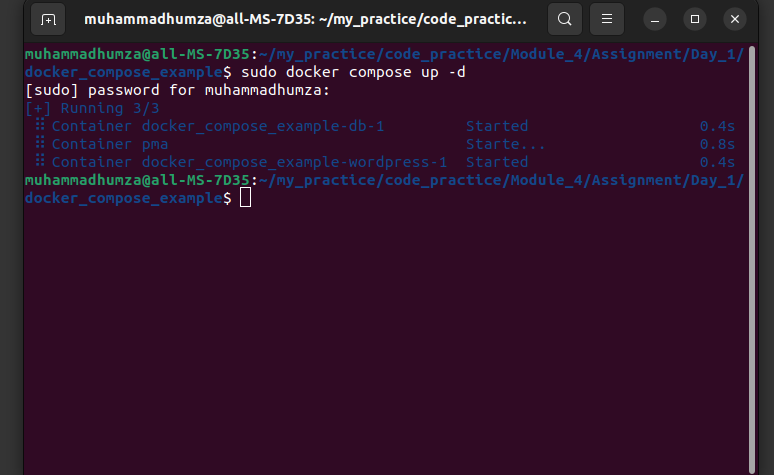 muhammadhumza@all-MS-7D35: ~/my_practice/code_practic...
muhammadhumza@all-MS-7D35:~/my_practice/code_practice/Module_4/Assignment/Day_1/
docker_compose_example$ sudo docker compose up -d
[sudo] password for muhammadhumza:
[+] Running 3/3
⠿ Container docker_compose_example-db-1 Started 0.4s
⠿ Container pma Starte... 0.8s
⠿ Container docker_compose_example-wordpress-1 Started 0.4s
muhammadhumza@all-MS-7D35:~/my_practice/code_practice/Module_4/Assignment/Day_1/
docker_compose_example$